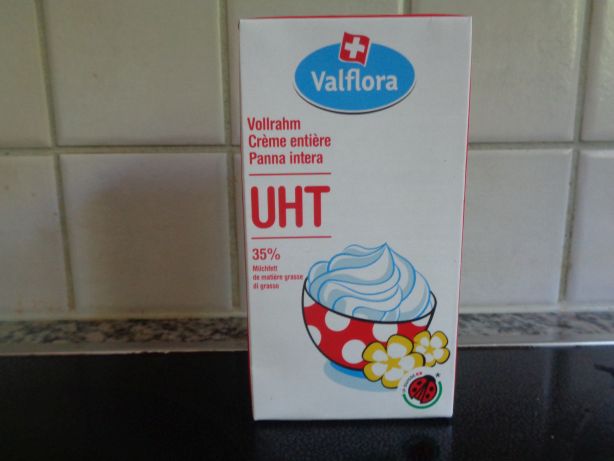 Valflora
Vollrahm
Crème entière
Panna intera
UHT
35%
Milchfett
de matière grasse
di grasso